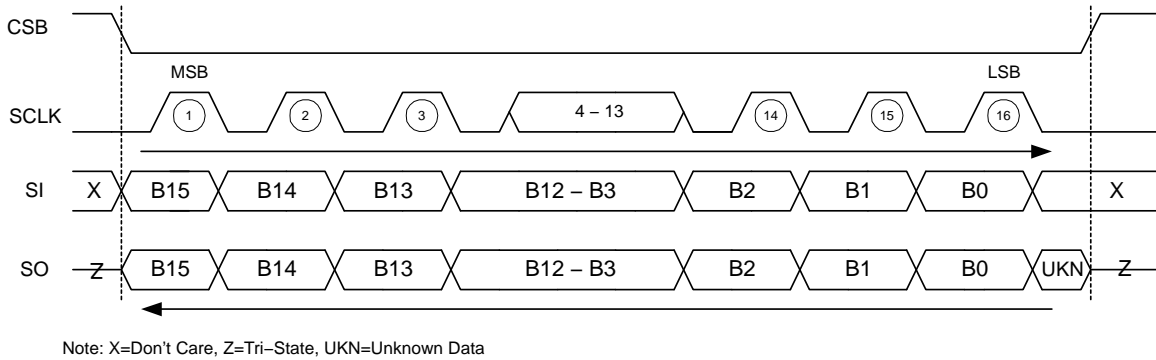 CSB
MSB LSB
SCLK 1 2 3 4 – 13 14 15 16
SI X B15 B14 B13 B12 – B3 B2 B1 B0 X
SO Z B15 B14 B13 B12 – B3 B2 B1 B0 UKN Z
Note: X=Don't Care, Z=Tri–State, UKN=Unknown Data